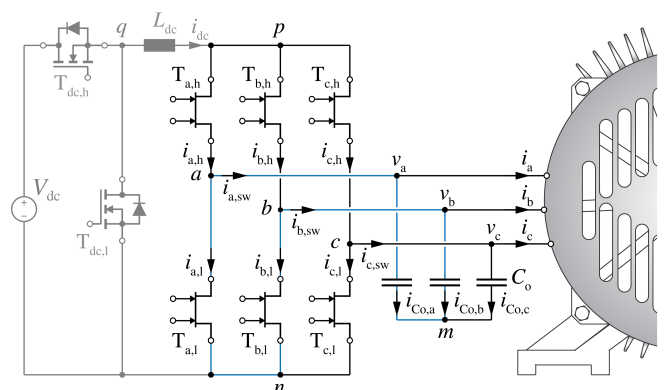 q L_dc i_dc p
T_dc,h T_a,h T_b,h T_c,h
i_a,h i_b,h i_c,h v_a i_a
a i_a,sw
V_dc b i_b,sw v_b i_b
T_dc,l c i_c,sw v_c i_c
i_a,l i_b,l i_c,l C_o
i_Co,a i_Co,b i_Co,c
T_a,l T_b,l T_c,l m
n